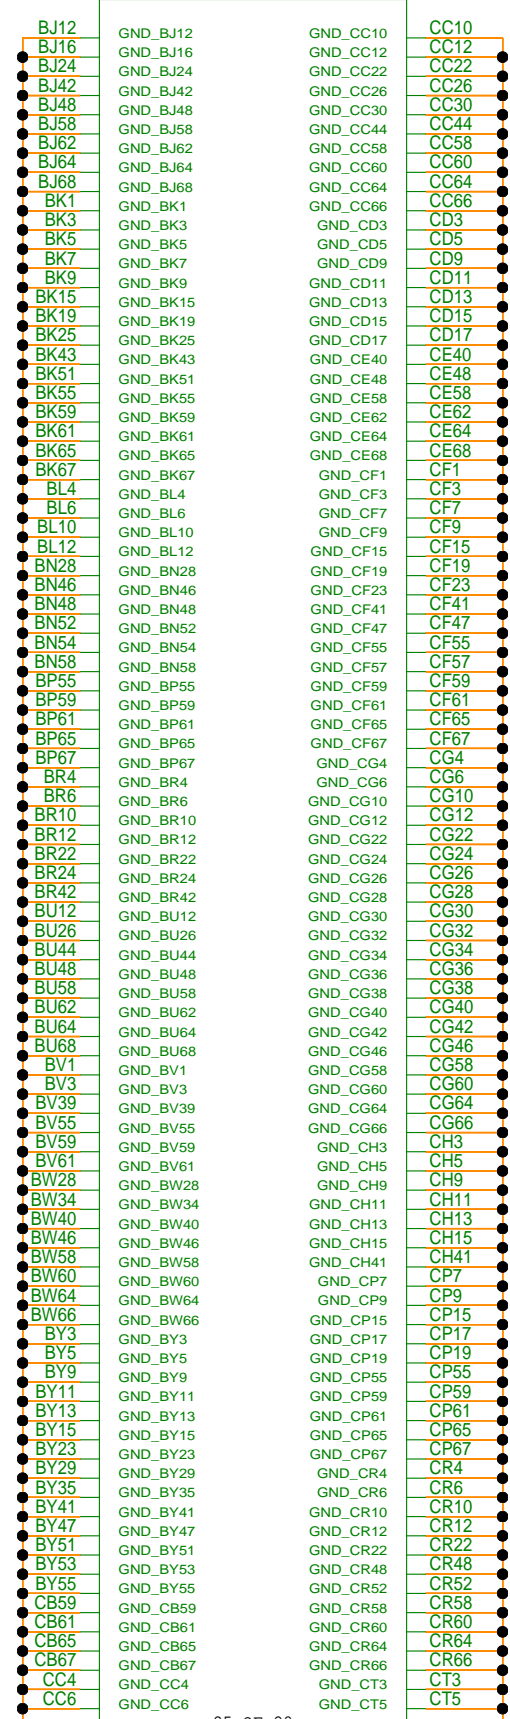 BJ12 GND_BJ12 GND_CC10 CC10
BJ16 GND_BJ16 GND_CC12 CC12
BJ24 GND_BJ24 GND_CC22 CC22
BJ42 GND_BJ42 GND_CC26 CC26
BJ48 GND_BJ48 GND_CC30 CC30
BJ58 GND_BJ58 GND_CC44 CC44
BJ62 GND_BJ62 GND_CC58 CC58
BJ64 GND_BJ64 GND_CC60 CC60
BJ68 GND_BJ68 GND_CC64 CC64
BK1 GND_BK1 GND_CC66 CC66
BK3 GND_BK3 GND_CD3 CD3
BK5 GND_BK5 GND_CD5 CD5
BK7 GND_BK7 GND_CD9 CD9
BK9 GND_BK9 GND_CD11 CD11
BK15 GND_BK15 GND_CD13 CD13
BK19 GND_BK19 GND_CD15 CD15
BK25 GND_BK25 GND_CD17 CD17
BK43 GND_BK43 GND_CE40 CE40
BK51 GND_BK51 GND_CE48 CE48
BK55 GND_BK55 GND_CE58 CE58
BK59 GND_BK59 GND_CE62 CE62
BK61 GND_BK61 GND_CE64 CE64
BK65 GND_BK65 GND_CE68 CE68
BK67 GND_BK67 GND_CF1 CF1
BL4 GND_BL4 GND_CF3 CF3
BL6 GND_BL6 GND_CF7 CF7
BL10 GND_BL10 GND_CF9 CF9
BL12 GND_BL12 GND_CF15 CF15
BN28 GND_BN28 GND_CF19 CF19
BN46 GND_BN46 GND_CF23 CF23
BN48 GND_BN48 GND_CF41 CF41
BN52 GND_BN52 GND_CF47 CF47
BN54 GND_BN54 GND_CF55 CF55
BN58 GND_BN58 GND_CF57 CF57
BP55 GND_BP55 GND_CF59 CF59
BP59 GND_BP59 GND_CF61 CF61
BP61 GND_BP61 GND_CF65 CF65
BP65 GND_BP65 GND_CF67 CF67
BP67 GND_BP67 GND_CG4 CG4
BR4 GND_BR4 GND_CG6 CG6
BR6 GND_BR6 GND_CG10 CG10
BR10 GND_BR10 GND_CG12 CG12
BR12 GND_BR12 GND_CG22 CG22
BR22 GND_BR22 GND_CG24 CG24
BR24 GND_BR24 GND_CG26 CG26
BR42 GND_BR42 GND_CG28 CG28
BU12 GND_BU12 GND_CG30 CG30
BU26 GND_BU26 GND_CG32 CG32
BU44 GND_BU44 GND_CG34 CG34
BU48 GND_BU48 GND_CG36 CG36
BU58 GND_BU58 GND_CG38 CG38
BU62 GND_BU62 GND_CG40 CG40
BU64 GND_BU64 GND_CG42 CG42
BU68 GND_BU68 GND_CG46 CG46
BV1 GND_BV1 GND_CG58 CG58
BV3 GND_BV3 GND_CG60 CG60
BV39 GND_BV39 GND_CG64 CG64
BV55 GND_BV55 GND_CG66 CG66
BV59 GND_BV59 GND_CH3 CH3
BV61 GND_BV61 GND_CH5 CH5
BW28 GND_BW28 GND_CH9 CH9
BW34 GND_BW34 GND_CH11 CH11
BW40 GND_BW40 GND_CH13 CH13
BW46 GND_BW46 GND_CH15 CH15
BW58 GND_BW58 GND_CH41 CH41
BW60 GND_BW60 GND_CP7 CP7
BW64 GND_BW64 GND_CP9 CP9
BW66 GND_BW66 GND_CP15 CP15
BY3 GND_BY3 GND_CP17 CP17
BY5 GND_BY5 GND_CP19 CP19
BY9 GND_BY9 GND_CP55 CP55
BY11 GND_BY11 GND_CP59 CP59
BY13 GND_BY13 GND_CP61 CP61
BY15 GND_BY15 GND_CP65 CP65
BY23 GND_BY23 GND_CP67 CP67
BY29 GND_BY29 GND_CR4 CR4
BY35 GND_BY35 GND_CR6 CR6
BY41 GND_BY41 GND_CR10 CR10
BY47 GND_BY47 GND_CR12 CR12
BY51 GND_BY51 GND_CR22 CR22
BY53 GND_BY53 GND_CR48 CR48
BY55 GND_BY55 GND_CR52 CR52
CB59 GND_CB59 GND_CR58 CR58
CB61 GND_CB61 GND_CR60 CR60
CB65 GND_CB65 GND_CR64 CR64
CB67 GND_CB67 GND_CR66 CR66
CC4 GND_CC4 GND_CT3 CT3
CC6 GND_CC6 GND_CT5 CT5